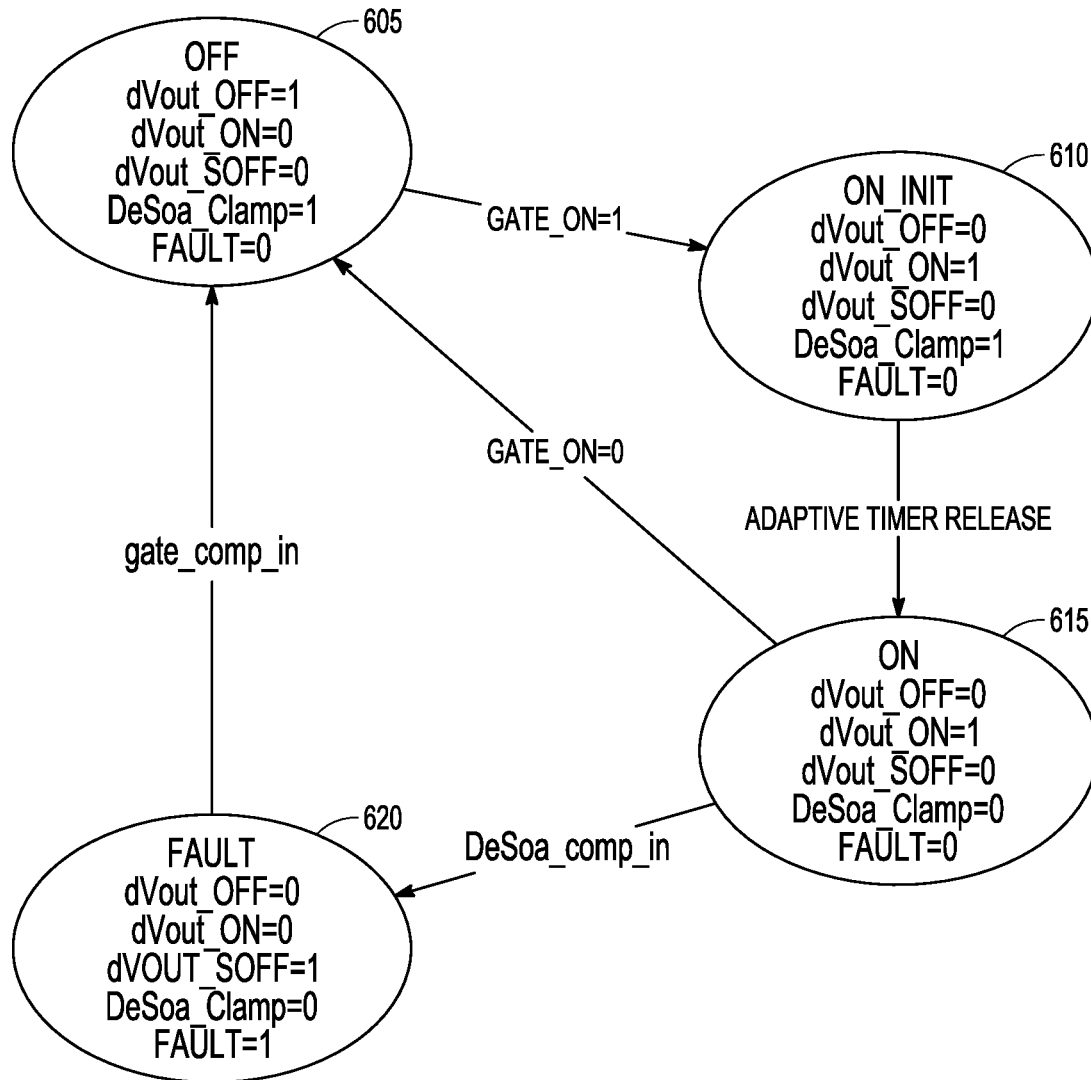 605
OFF
dVout_OFF=1
dVout_ON=0
dVout_SOFF=0
DeSoa_Clamp=1
FAULT=0
GATE_ON=1
610
ON_INIT
dVout_OFF=0
dVout_ON=1
dVout_SOFF=0
DeSoa_Clamp=1
FAULT=0
GATE_ON=0
ADAPTIVE TIMER RELEASE
gate_comp_in
615
ON
dVout_OFF=0
dVout_ON=1
dVout_SOFF=0
DeSoa_Clamp=0
FAULT=0
DeSoa_comp_in
620
FAULT
dVout_OFF=0
dVout_ON=0
dVOUT_SOFF=1
DeSoa_Clamp=0
FAULT=1